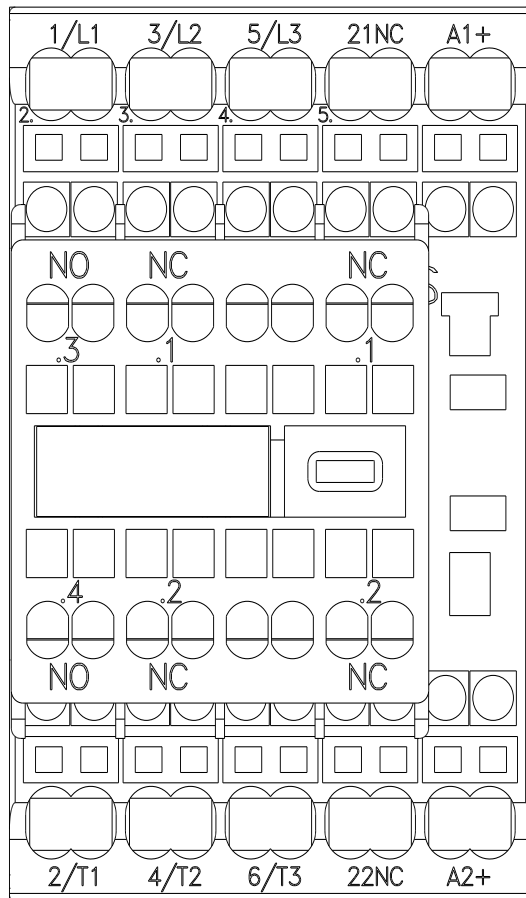 1/L1 3/L2 5/L3 21NC A1+
2. 3. 4. 5.
NO NC NC
S
.3 .1 .1
.4 .2 .2
NO NC NC
2/T1 4/T2 6/T3 22NC A2+